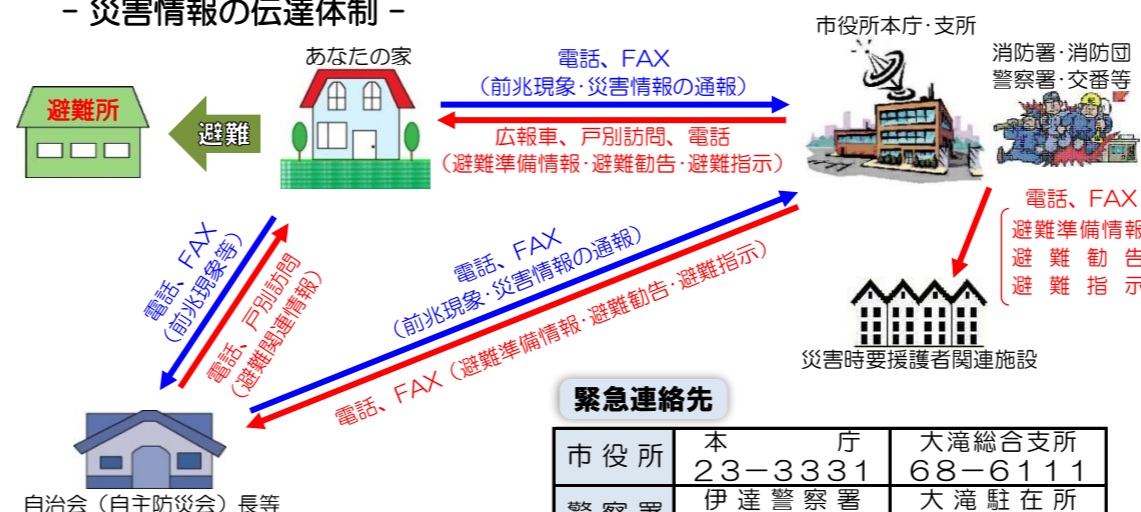 - 災害情報の伝達体制 -
避難所
避難
あなたの家
電話、FAX
(前兆現象・災害情報の通報)
広報車、戸別訪問、電話
(避難準備情報・避難勧告・避難指示)
市役所本庁・支所
消防署・消防団
警察署・交番等
電話、FAX
避難準備情報
避難勧告
避難指示
災害時要援護者関連施設
電話、FAX
(前兆現象等)
電話、戸別訪問
(避難関連情報)
電話、FAX
(前兆現象・災害情報の通報)
電話、FAX(避難準備情報・避難勧告・避難指示)
自治会(自主防災会)長等
緊急連絡先
市役所 本庁 大滝総合支所
23-3331 68-6111
警察署 伊達警察署 大滝駐在所